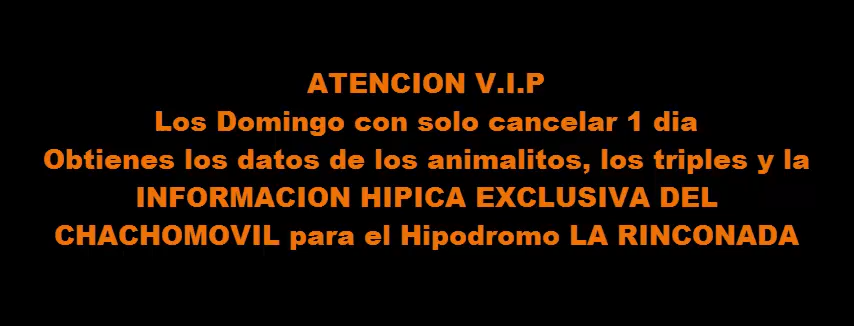 ATENCION V.I.P
Los Domingo con solo cancelar 1 dia
Obtienes los datos de los animalitos, los triples y la
INFORMACION HIPICA EXCLUSIVA DEL
CHACHOMOVIL para el Hipodromo LA RINCONADA